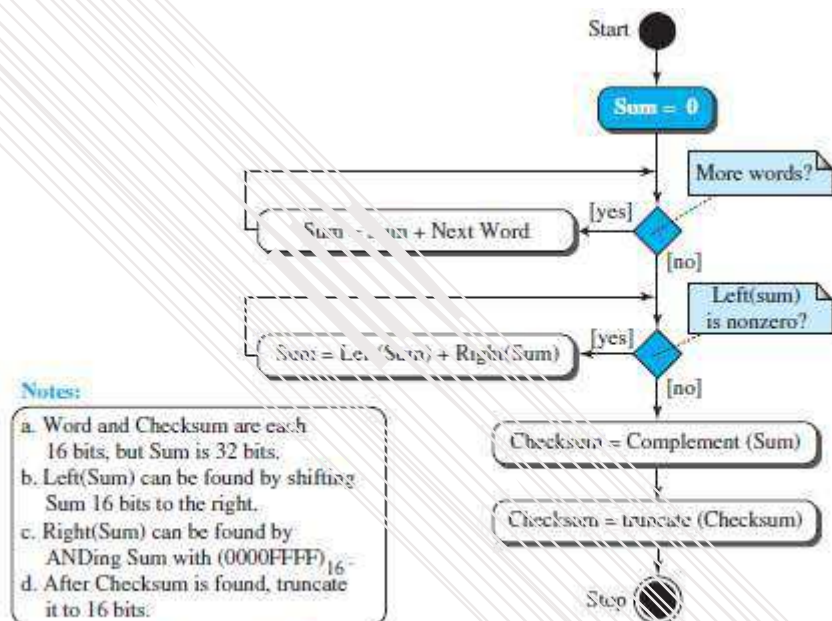 Start
Sum = 0
More words?
[yes]
Sum = Sum + Next Word
[no]
Left(sum)
is nonzero?
[yes]
Sum = Left(Sum) + Right(Sum)
[no]
Notes:
a. Word and Checksum are each
16 bits, but Sum is 32 bits.
b. Left(Sum) can be found by shifting
Sum 16 bits to the right.
c. Right(Sum) can be found by
ANDing Sum with (0000FFFF)16.
d. After Checksum is found, truncate
it to 16 bits.
Checksum = Complement (Sum)
Checksum = truncate (Checksum)
Stop